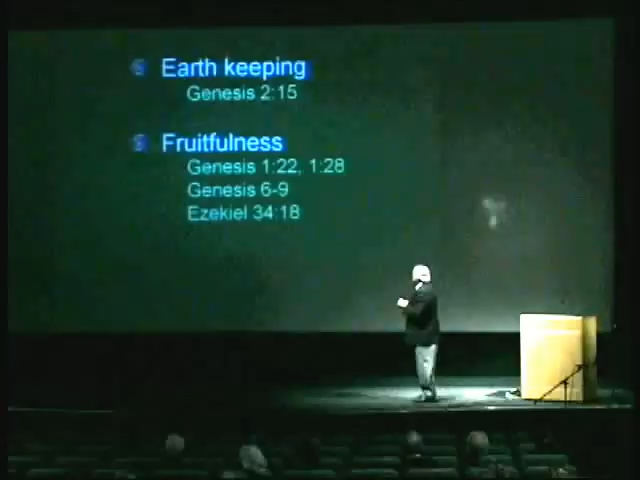 Earth keeping
Genesis 2:15
Fruitfulness
Genesis 1:22, 1:28
Genesis 6-9
Ezekiel 34:18